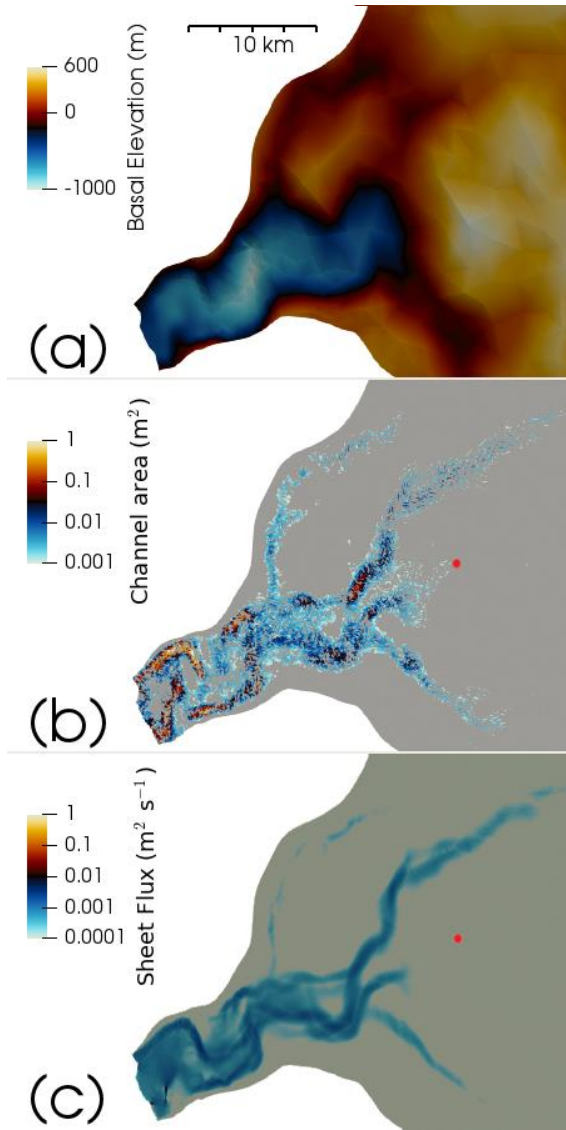 10 km
600
0
-1000
Basal Elevation (m)
(a)
1
0.1
0.01
0.001
Channel area (m²)
(b)
1
0.1
0.01
0.001
0.0001
Sheet Flux (m² s⁻¹)
(c)